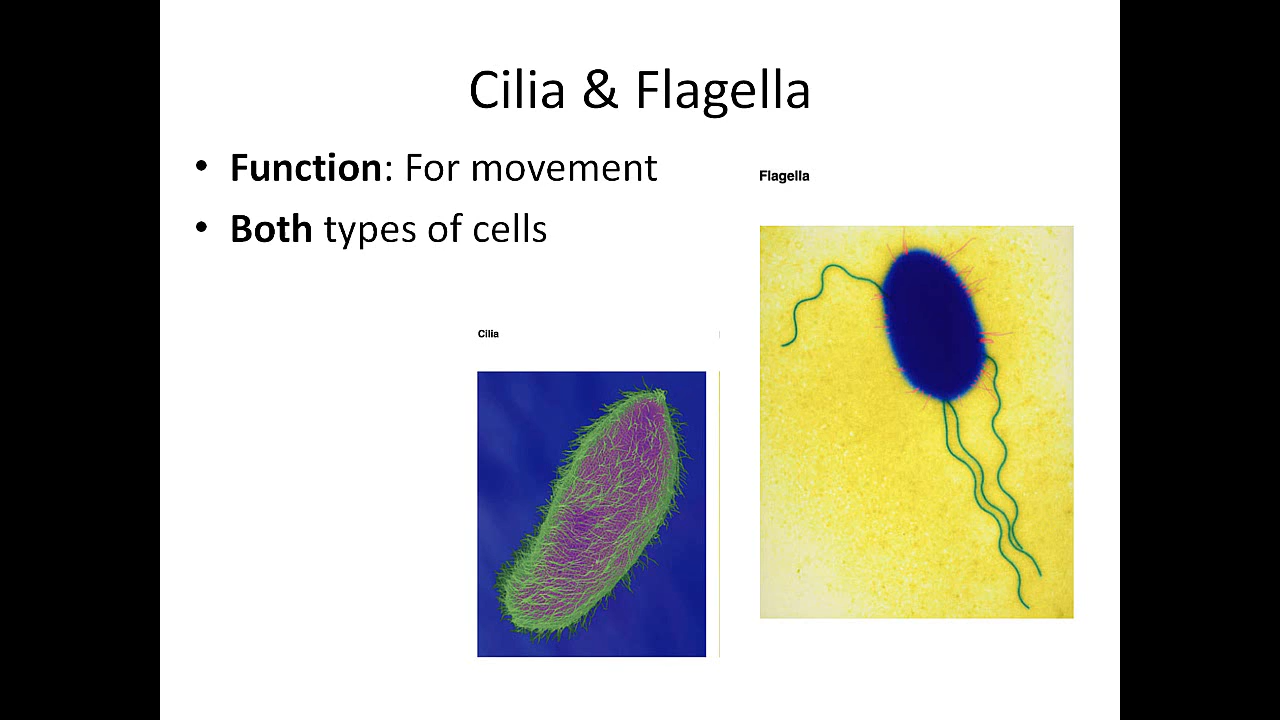 Cilia & Flagella
• Function: For movement
• Both types of cells
Flagella
Cilia